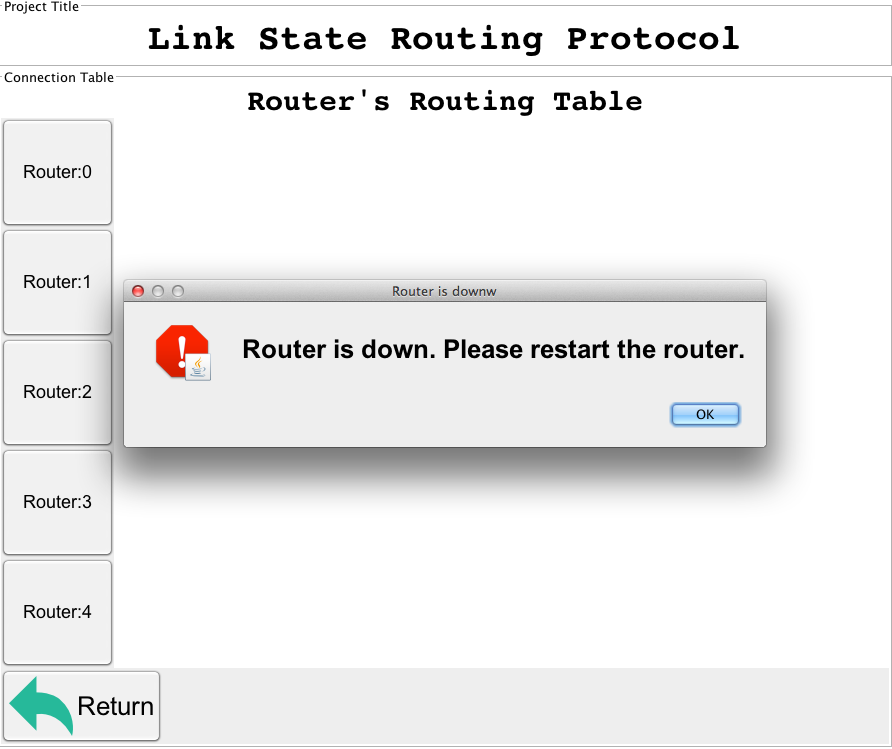 Project Title
Link State Routing Protocol
Connection Table
Router's Routing Table
Router:0
Router:1
Router is downw
Router is down. Please restart the router.
Router:2
OK
Router:3
Router:4
Return